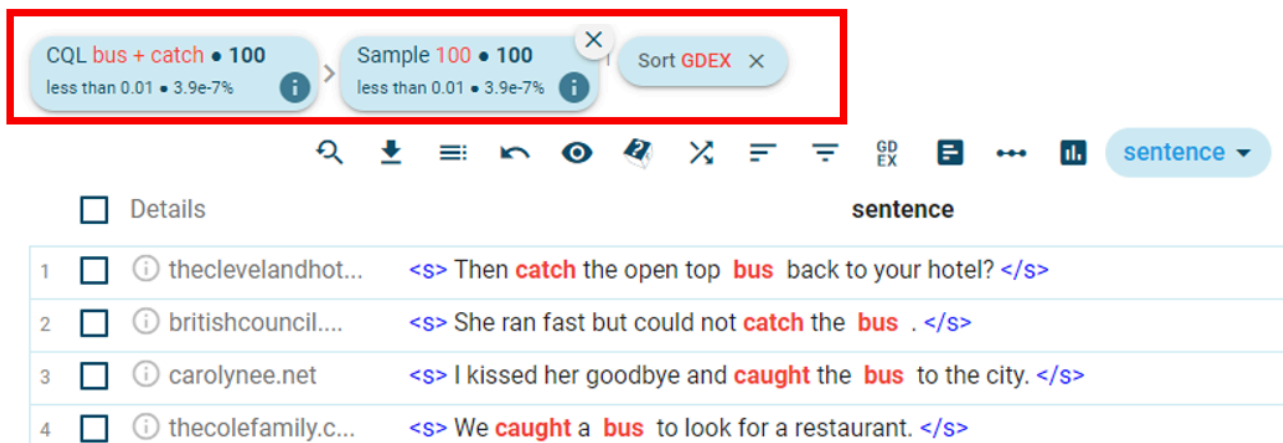 CQL bus + catch • 100
less than 0.01 • 3.9e-7%
Sample 100 • 100
less than 0.01 • 3.9e-7%
Sort GDEX
GD
EX
sentence
Details
sentence
1 theclevelandhot... <s> Then catch the open top bus back to your hotel? </s>
2 britishcouncil.... <s> She ran fast but could not catch the bus . </s>
3 carolynee.net <s> I kissed her goodbye and caught the bus to the city. </s>
4 thecolefamily.c... <s> We caught a bus to look for a restaurant. </s>